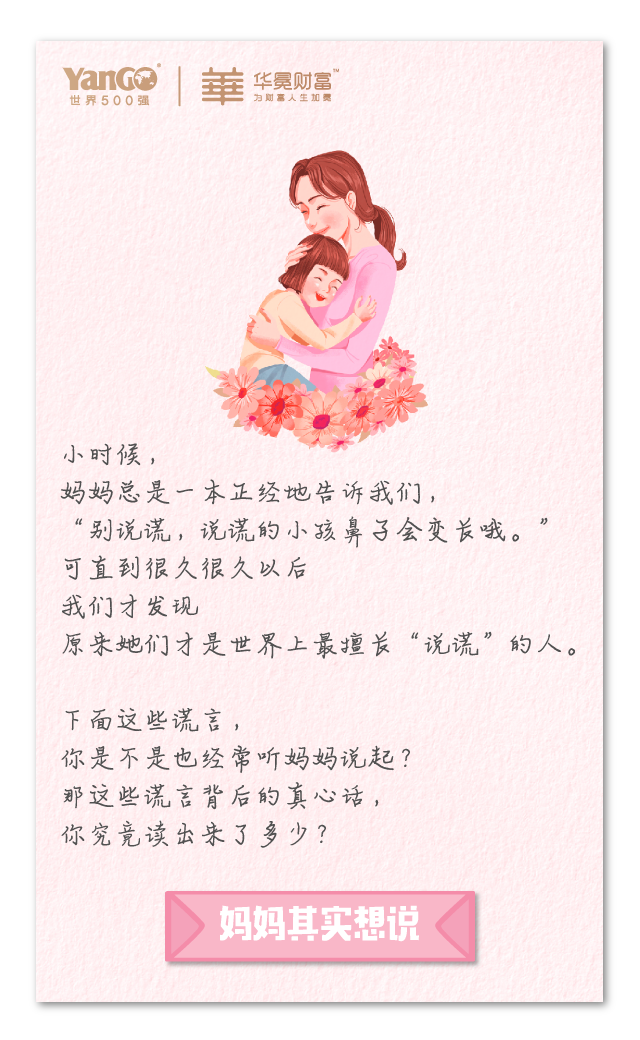 YanGO
世界500强
華
华冕财富™
为财富人生加冕
小时候，
妈妈总是一本正经地告诉我们，
“别说谎，说谎的小孩鼻子会变长哦。”
可直到很久很久以后
我们才发现
原来她们才是世界上最擅长“说谎”的人。
下面这些谎言，
你是不是也经常听妈妈说起？
那这些谎言背后的真心话，
你究竟读出来了多少？
妈妈其实想说